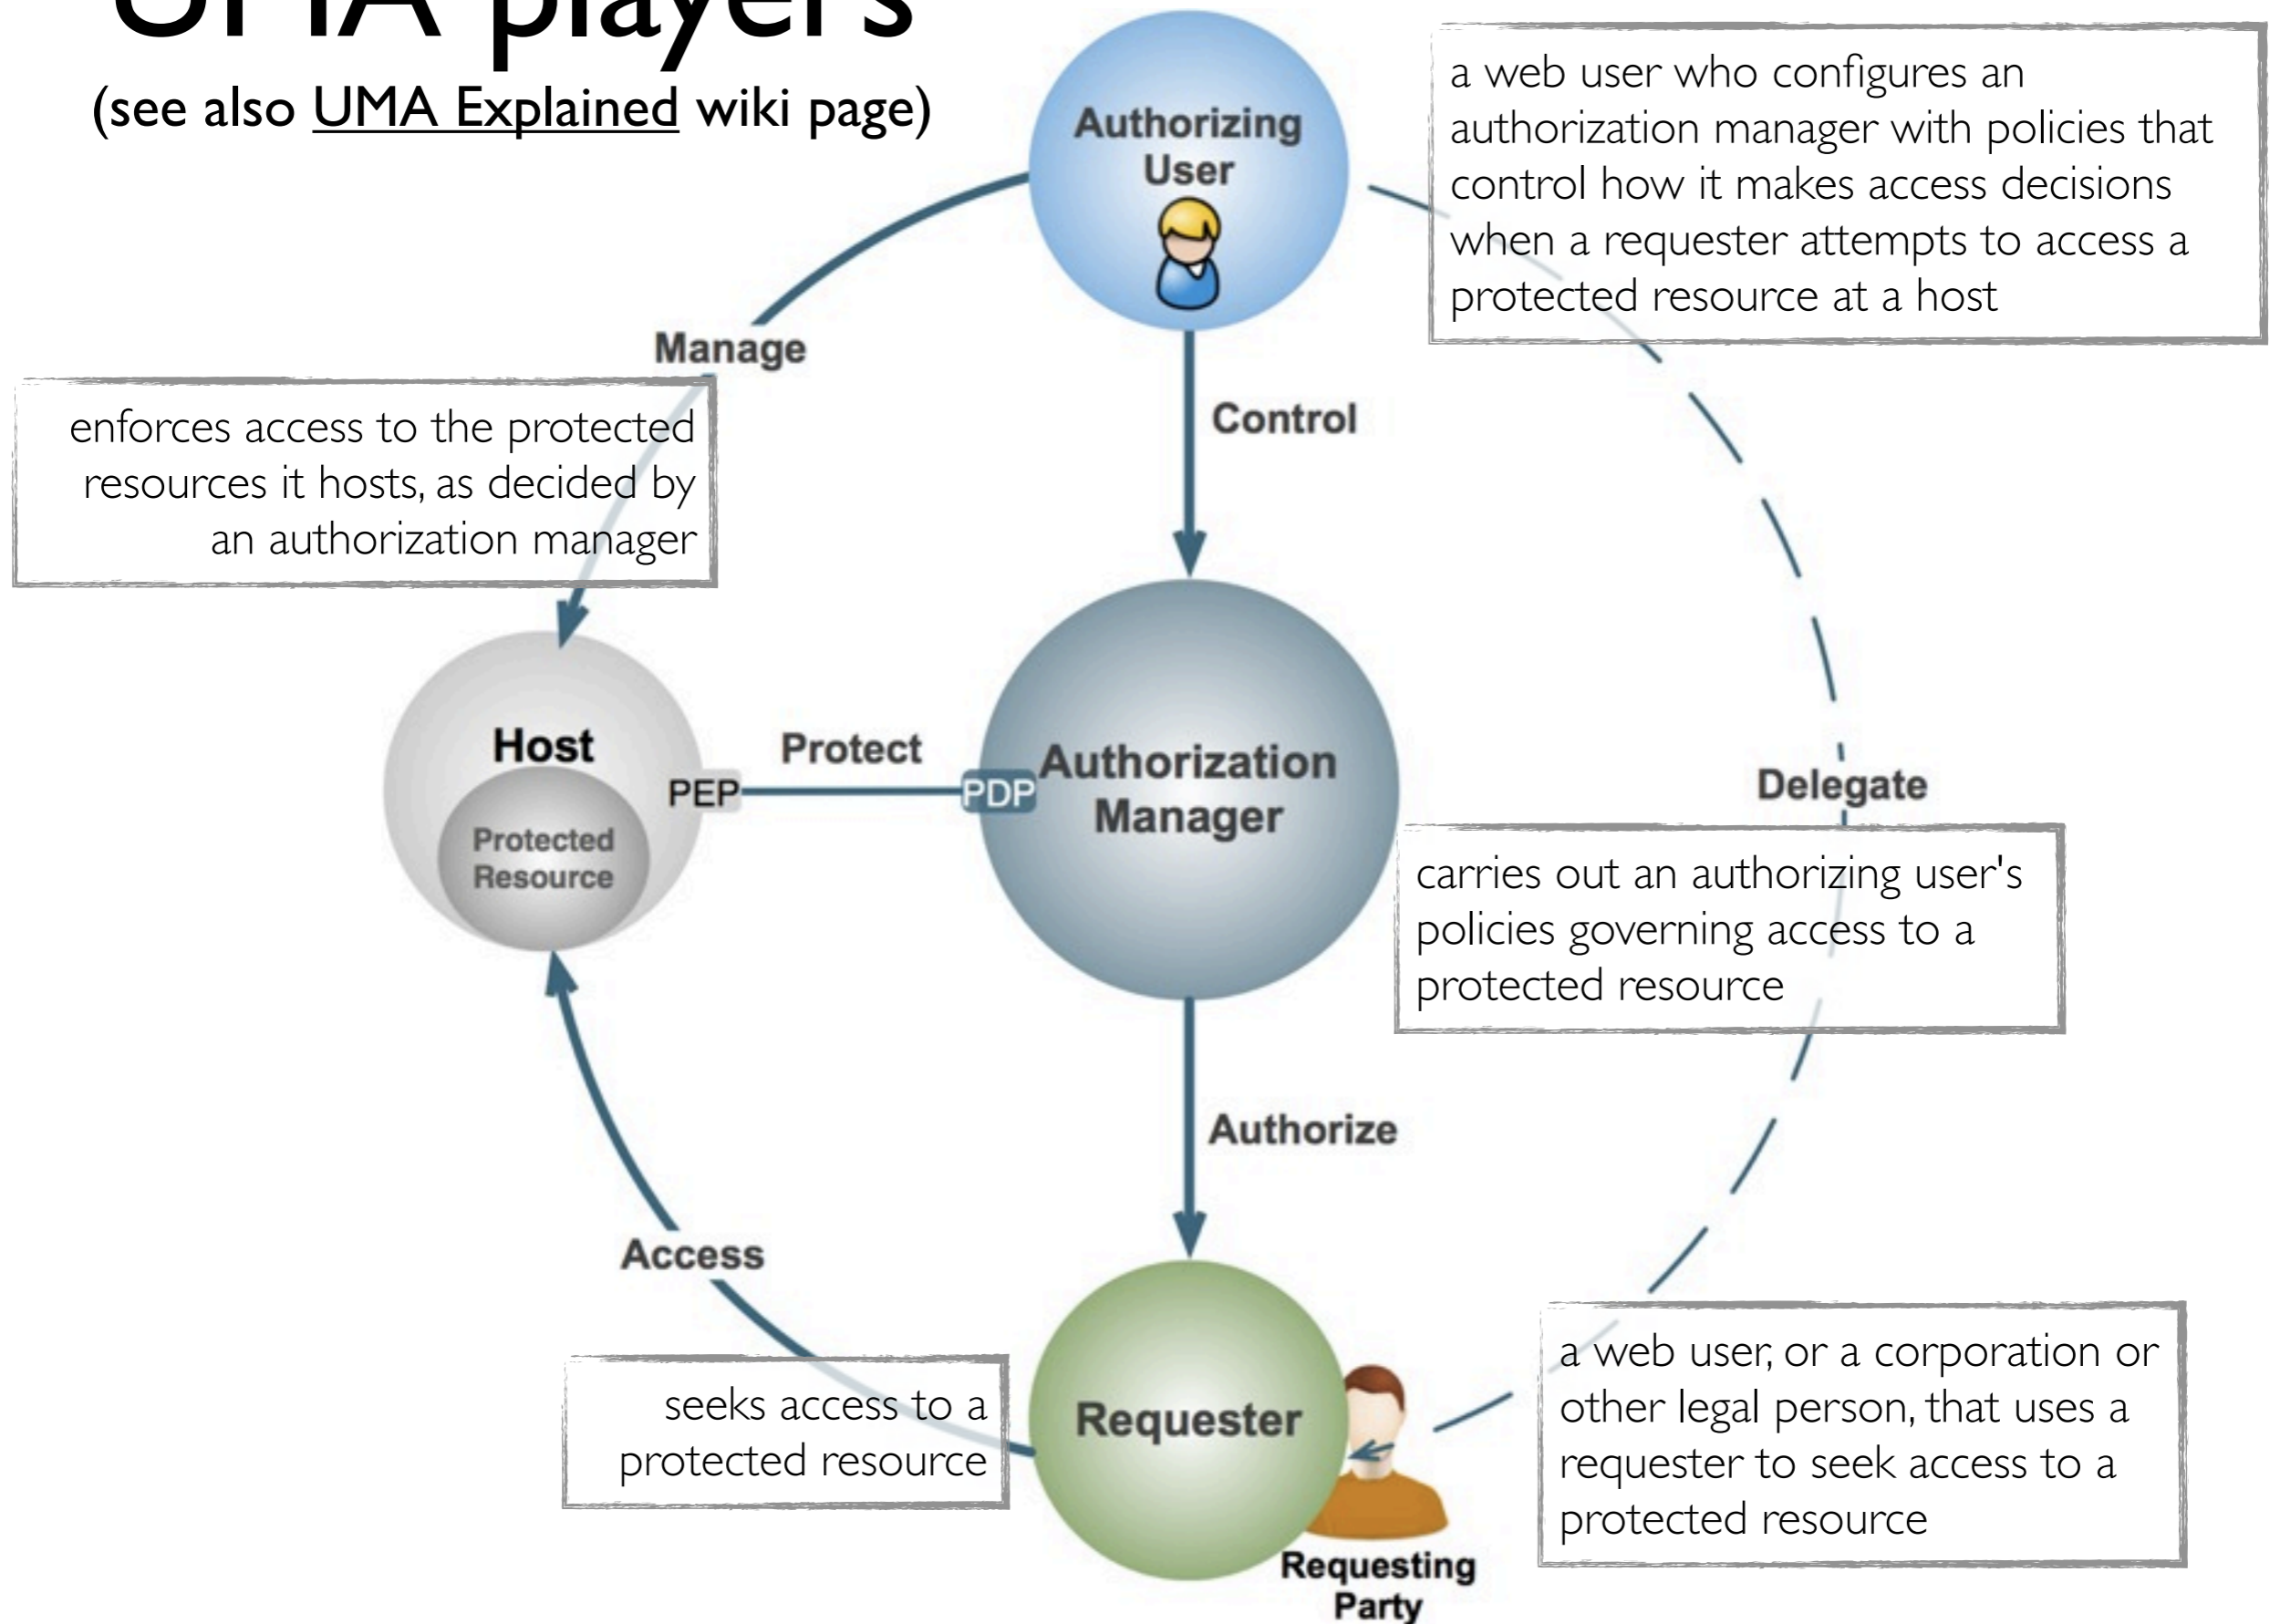 UMA players
(see also UMA Explained wiki page)
Authorizing
User
a web user who configures an
authorization manager with policies that
control how it makes access decisions
when a requester attempts to access a
protected resource at a host
Manage
Control
enforces access to the protected
resources it hosts, as decided by
an authorization manager
Host
Protected
Resource
PEP
Protect
PDP
Authorization
Manager
Delegate
carries out an authorizing user's
policies governing access to a
protected resource
Authorize
Access
seeks access to a
protected resource
Requester
a web user, or a corporation or
other legal person, that uses a
requester to seek access to a
protected resource
Requesting
Party